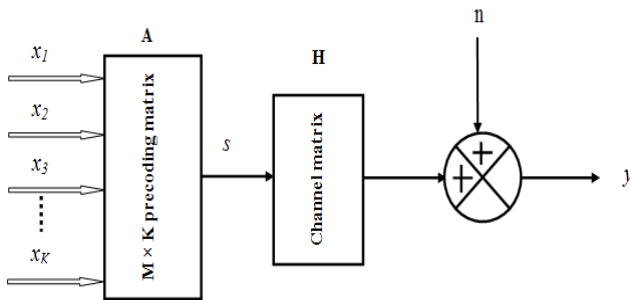 A
x1
x2
x3
xK
M × K precoding matrix
s
H
Channel matrix
n
+
+
y